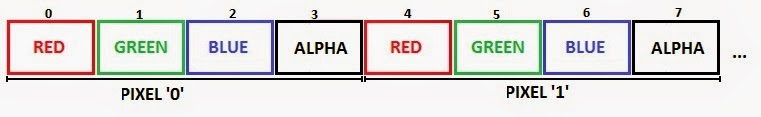 0 1 2 3 4 5 6 7
RED GREEN BLUE ALPHA RED GREEN BLUE ALPHA ...
PIXEL '0' PIXEL '1'